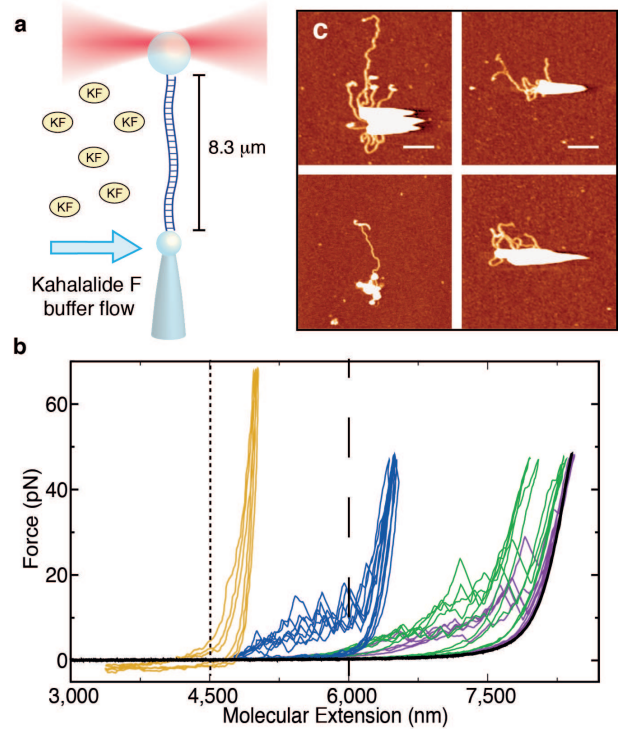 a
KF
KF
KF
KF
KF
KF
8.3 µm
Kahalalide F
buffer flow
c
b
60
40
20
0
Force (pN)
3,000
4,500
6,000
7,500
Molecular Extension (nm)